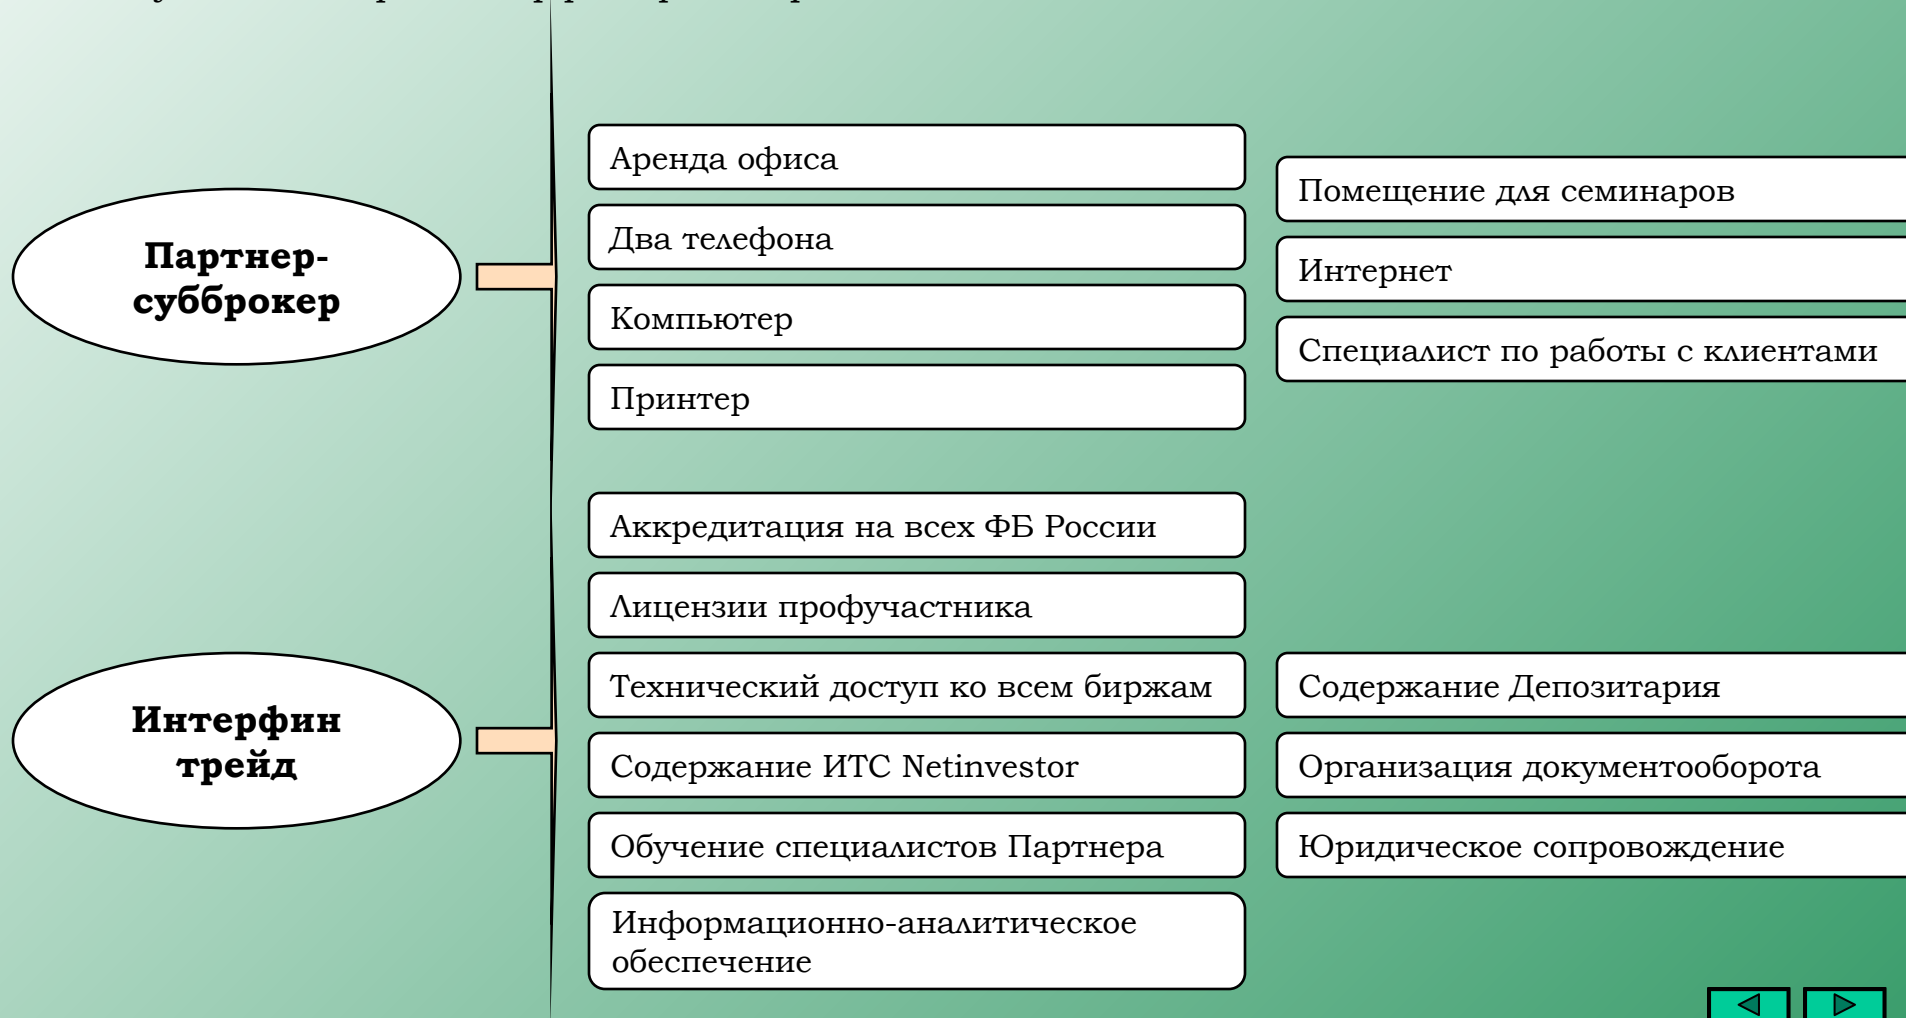 Партнер-
субброкер
Аренда офиса
Два телефона
Компьютер
Принтер
Помещение для семинаров
Интернет
Специалист по работы с клиентами
Интерфин
трейд
Аккредитация на всех ФБ России
Лицензии профучастника
Технический доступ ко всем биржам
Содержание ИТС Netinvestor
Обучение специалистов Партнера
Информационно-аналитическое
обеспечение
Содержание Депозитария
Организация документооборота
Юридическое сопровождение